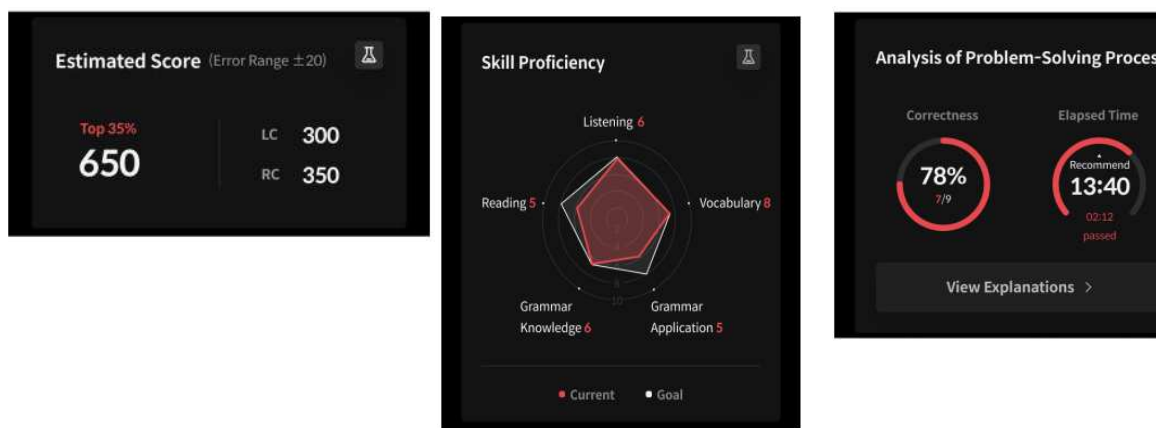 Estimated Score (Error Range ±20)
Top 35%
650
LC 300
RC 350
Skill Proficiency
Listening 6
Reading 5
Vocabulary 8
Grammar
Knowledge 6
Grammar
Application 5
8
10
Current
Goal
Analysis of Problem-Solving Proces
Correctness
78%
7/9
Elapsed Time
Recommend
13:40
02:12
passed
View Explanations >